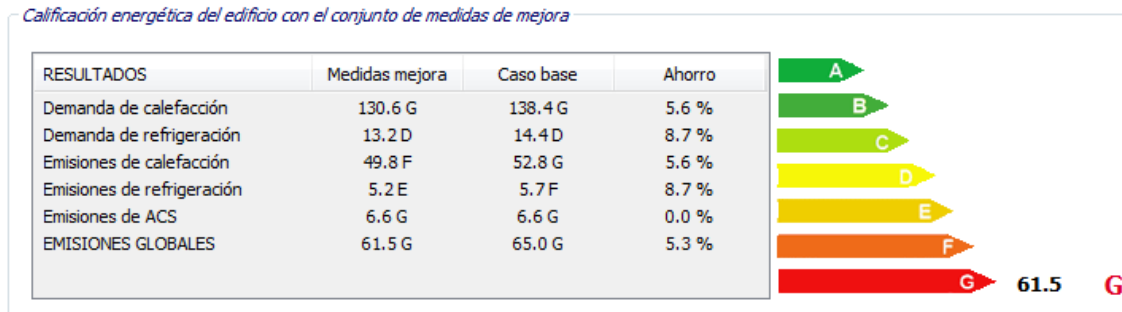 Calificación energética del edificio con el conjunto de medidas de mejora
RESULTADOS Medidas mejora Caso base Ahorro
Demanda de calefacción 130.6 G 138.4 G 5.6 %
Demanda de refrigeración 13.2 D 14.4 D 8.7 %
Emisiones de calefacción 49.8 F 52.8 G 5.6 %
Emisiones de refrigeración 5.2 E 5.7 F 8.7 %
Emisiones de ACS 6.6 G 6.6 G 0.0 %
EMISIONES GLOBALES 61.5 G 65.0 G 5.3 %
A
B
C
D
E
F
G 61.5 G